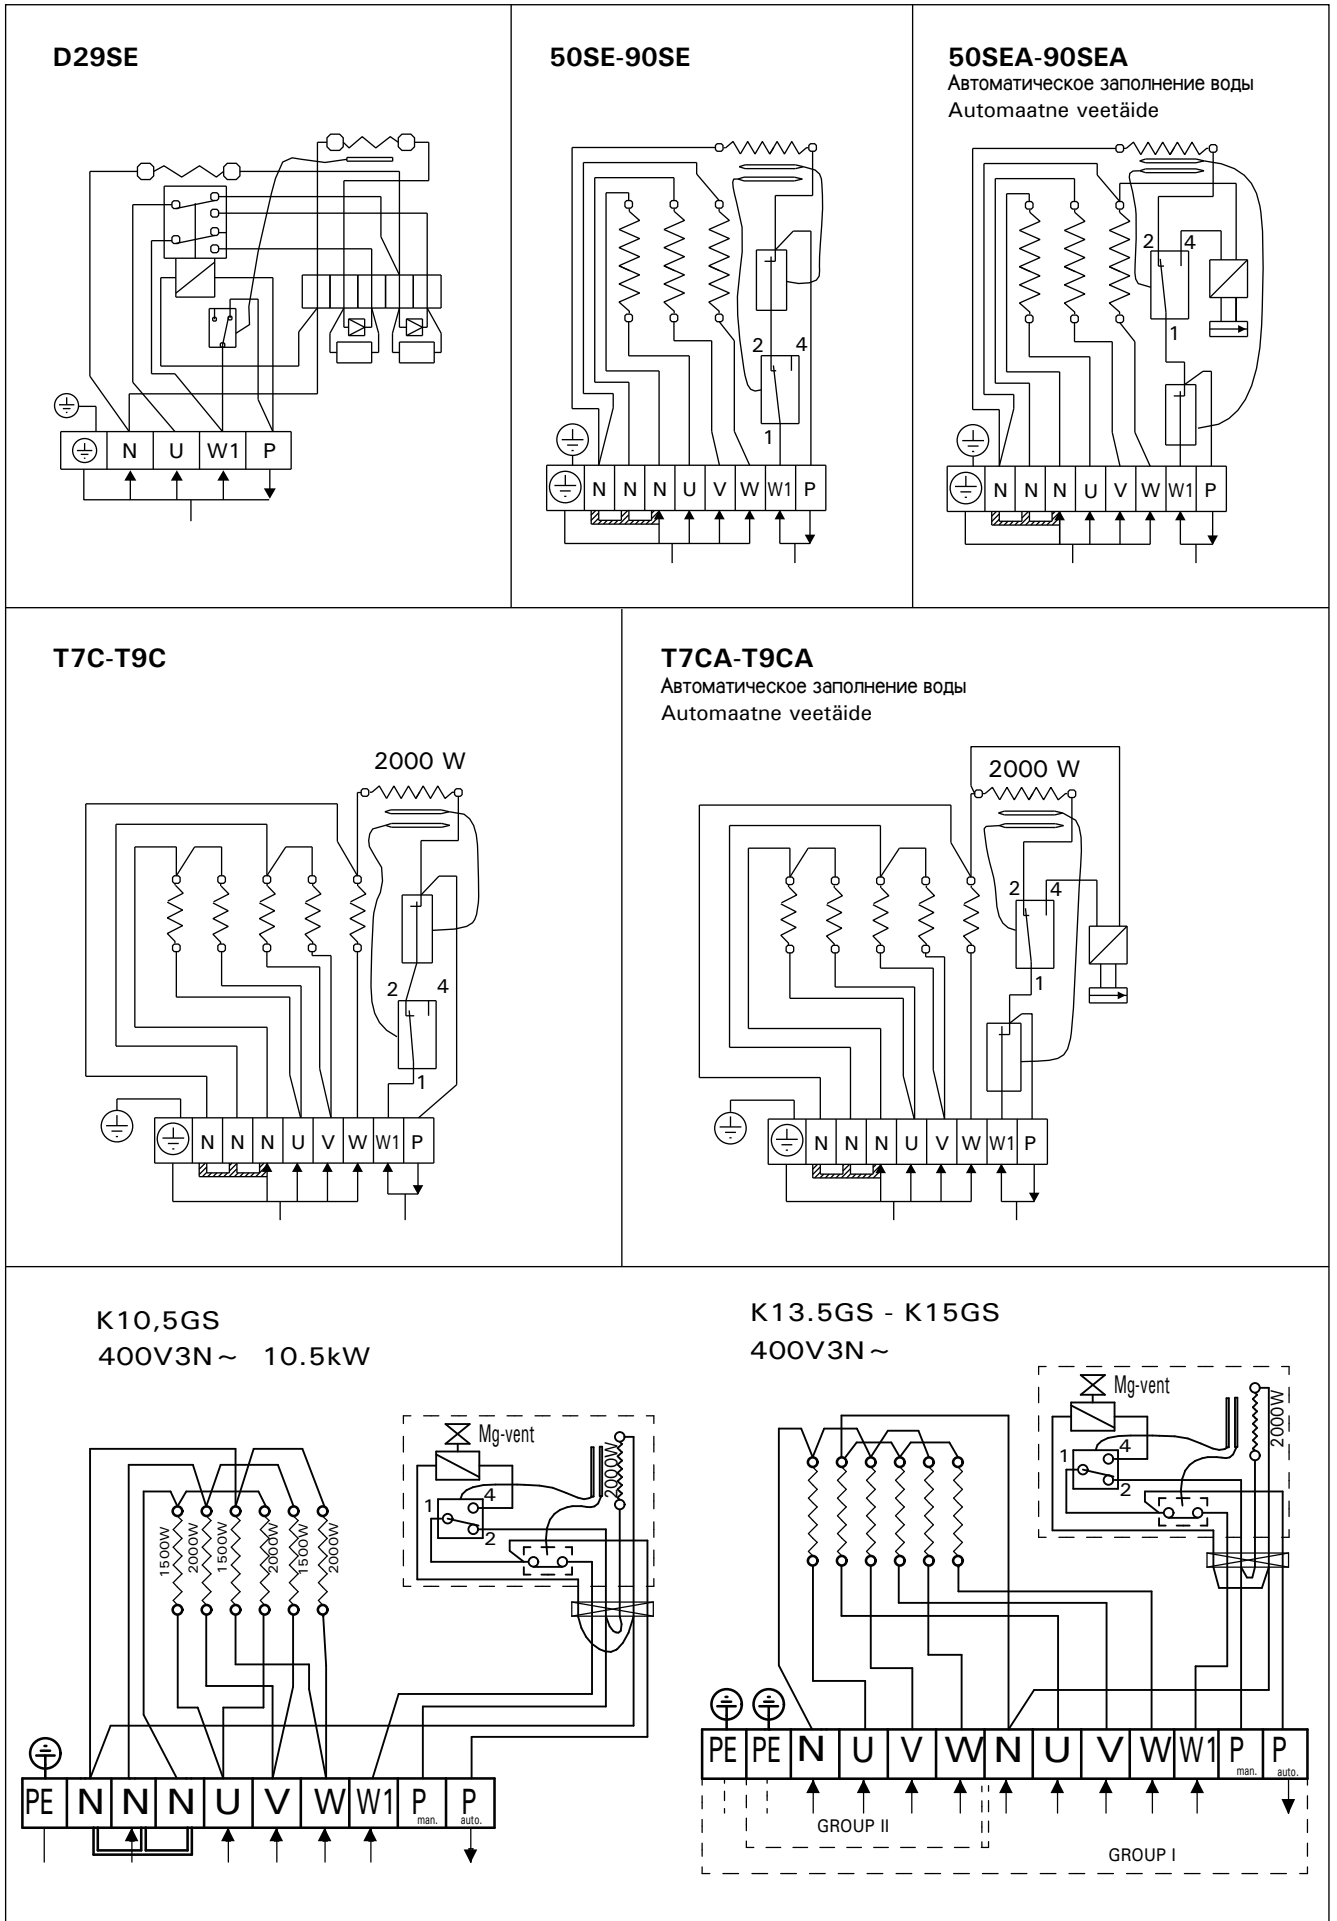 D29SE
N U W1 P
50SE-90SE
2 4
1
N N N U V W W1 P
50SEA-90SEA
Автоматическое заполнение воды
Automaatne veetäide
2 4
1
N N N U V W W1 P
T7C-T9C
2000 W
2 4
1
N N N U V W W1 P
T7CA-T9CA
Автоматическое заполнение воды
Automaatne veetäide
2000 W
2 4
1
N N N U V W W1 P
K10,5GS
400V3N~ 10.5kW
Mg-vent
2000W
1 4
2
1500W 2000W 1500W 2000W 1500W 2000W
PE N N N U V W W1 P P
man. auto.
K13.5GS - K15GS
400V3N~
Mg-vent
2000W
1 4
2
PE PE N U V W N U V W W1 P P
man. auto.
GROUP II
GROUP I